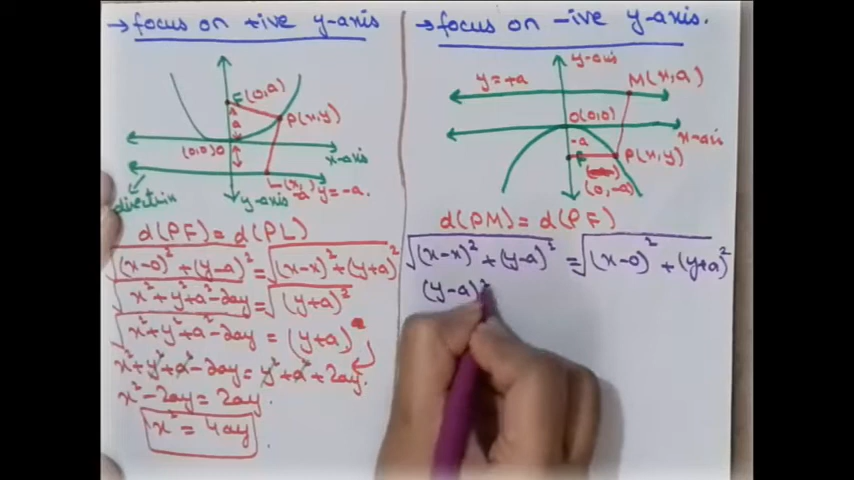 →focus on +ive y-axis
F(0,a)
a
P(x,y)
(0,0)0
x-axis
L(x,-a)
y=-a.
directrix
y-axis
d(PF) = d(PL)
√(x-0)²+(y-a)² = √(x-x)²+(y+a)²
√x²+y²+a²-2ay = √(y+a)²
√x²+y²+a²-2ay = (y+a)
x²+y²+a²-2ay = y²+a²+2ay.
x²-2ay = 2ay.
x² = 4ay
→focus on -ive y-axis.
y-axis
y=+a
M(x,a)
O(0,0)
x-axis
-a
F
P(x,y)
(0,-a)
d(PM) = d(PF)
√(x-x)²+(y-a)² = √(x-0)²+(y+a)²
(y-a)²